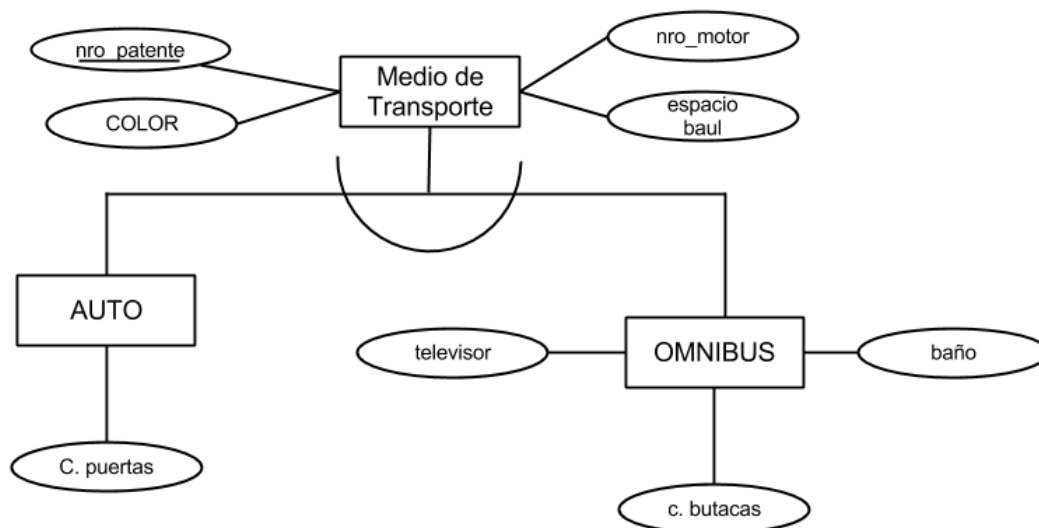 nro_patente
Medio de
Transporte
nro_motor
COLOR
espacio
baul
AUTO
televisor
OMNIBUS
baño
C. puertas
c. butacas